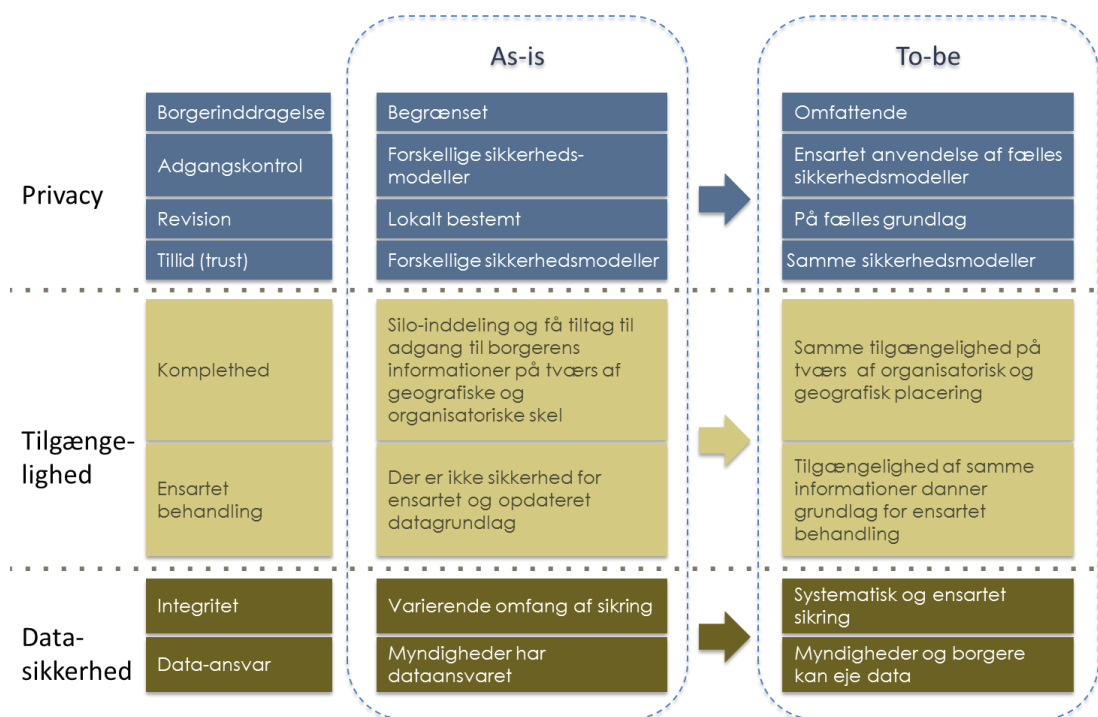 As-is
To-be
Privacy
Borgerinddragelse
Begrænset
Omfattende
Adgangskontrol
Forskellige sikkerheds-
modeller
Ensartet anvendelse af fælles
sikkerhedsmodeller
Revision
Lokalt bestemt
På fælles grundlag
Tillid (trust)
Forskellige sikkerhedsmodeller
Samme sikkerhedsmodeller
Tilgænge-
lighed
Komplethed
Silo-inddeling og få tiltag til
adgang til borgerens
informationer på tværs af
geografiske og
organisatoriske skel
Samme tilgængelighed på
tværs af organisatorisk og
geografisk placering
Ensartet
behandling
Der er ikke sikkerhed for
ensartet og opdateret
datagrundlag
Tilgængelighed af samme
informationer danner
grundlag for ensartet
behandling
Data-
sikkerhed
Integritet
Varierende omfang af sikring
Systematisk og ensartet
sikring
Data-ansvar
Myndigheder har
dataansvaret
Myndigheder og borgere
kan eje data